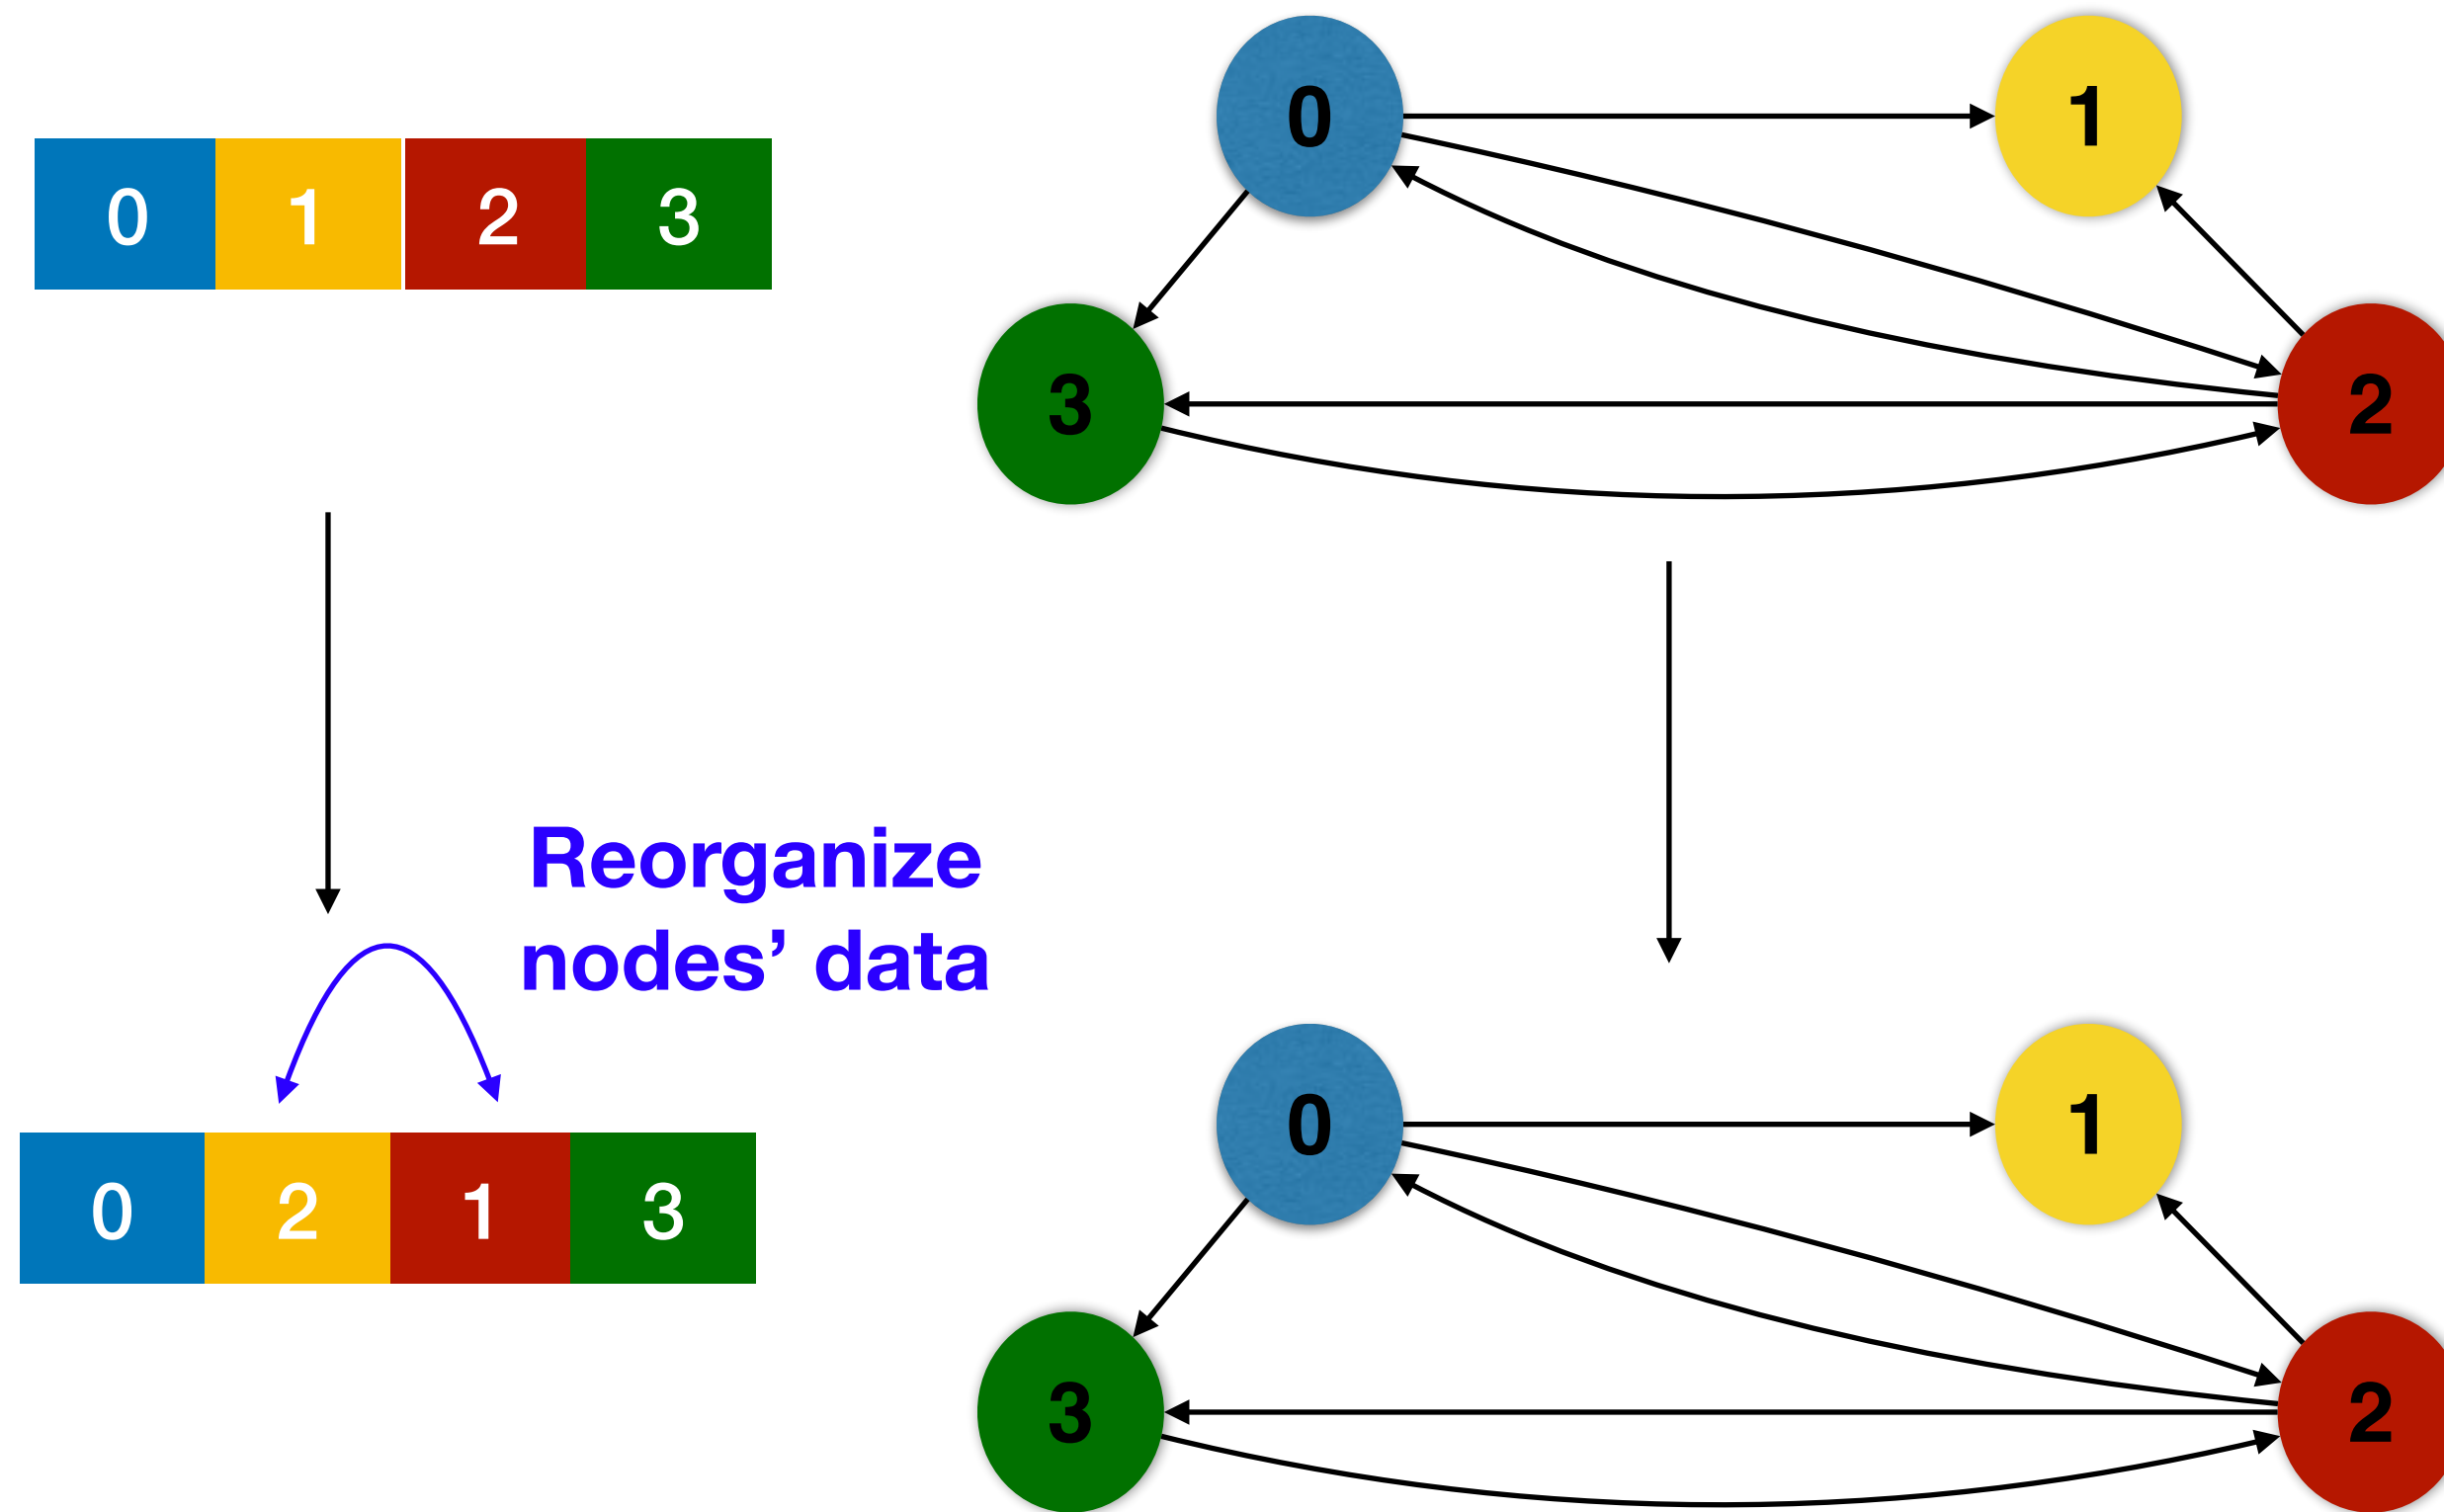 0 1
0 1 2 3
3 2
Reorganize
nodes’ data
0 1
0 2 1 3
3 2